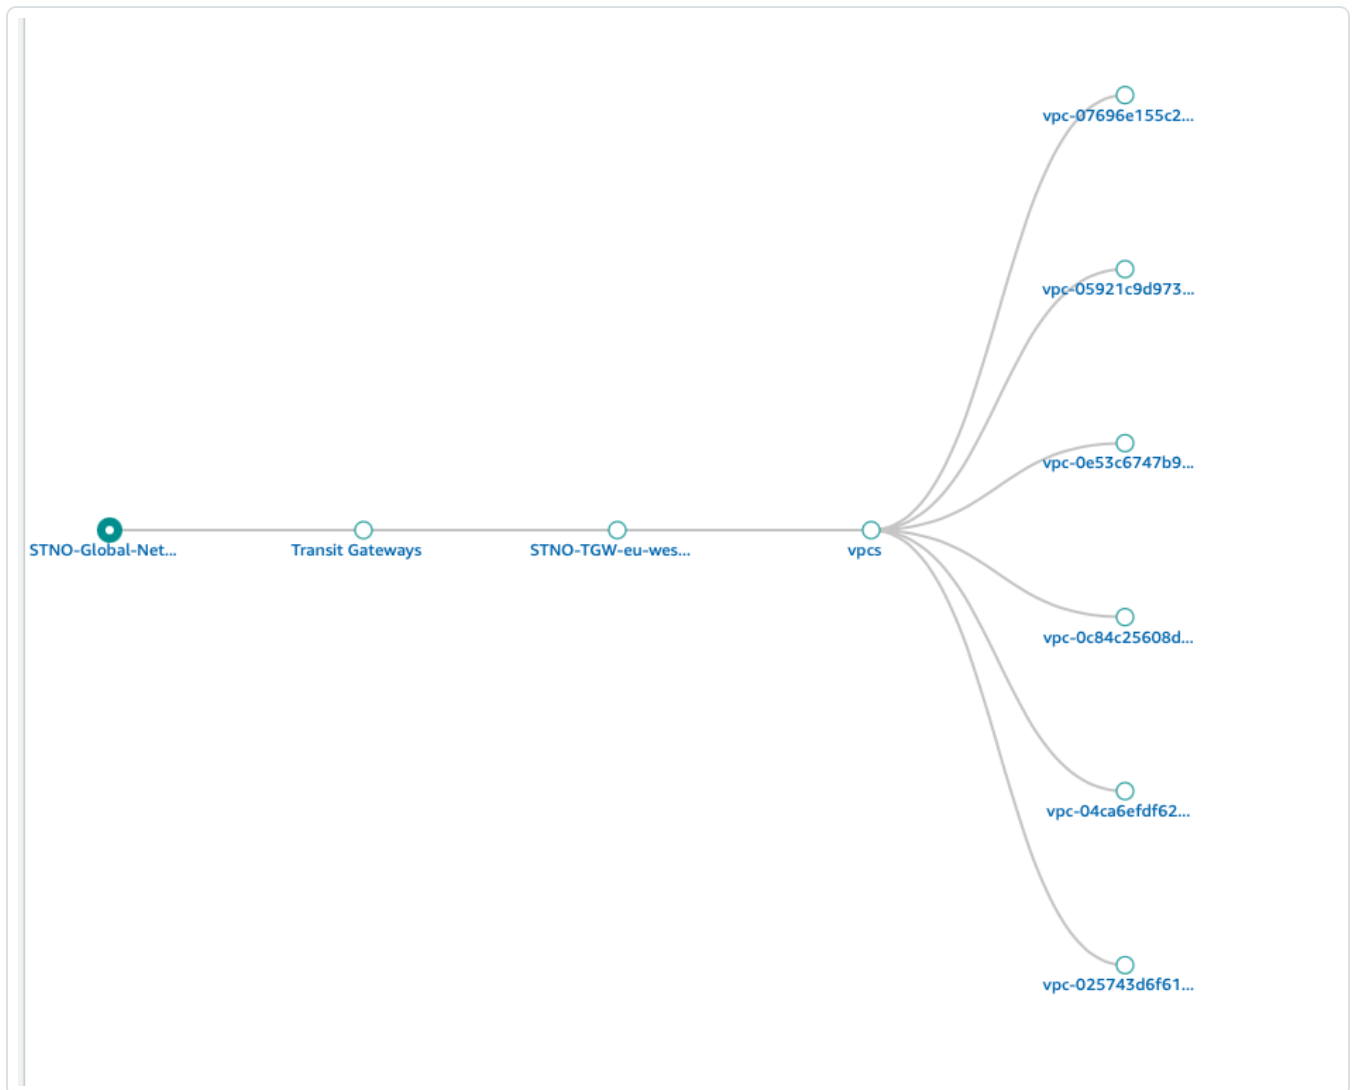 vpc-07696e155c2...
vpc-05921c9d973...
vpc-0e53c6747b9...
STNO-Global-Net...
Transit Gateways
STNO-TGW-eu-wes...
vpcs
vpc-0c84c25608d...
vpc-04ca6efdf62...
vpc-025743d6f61...